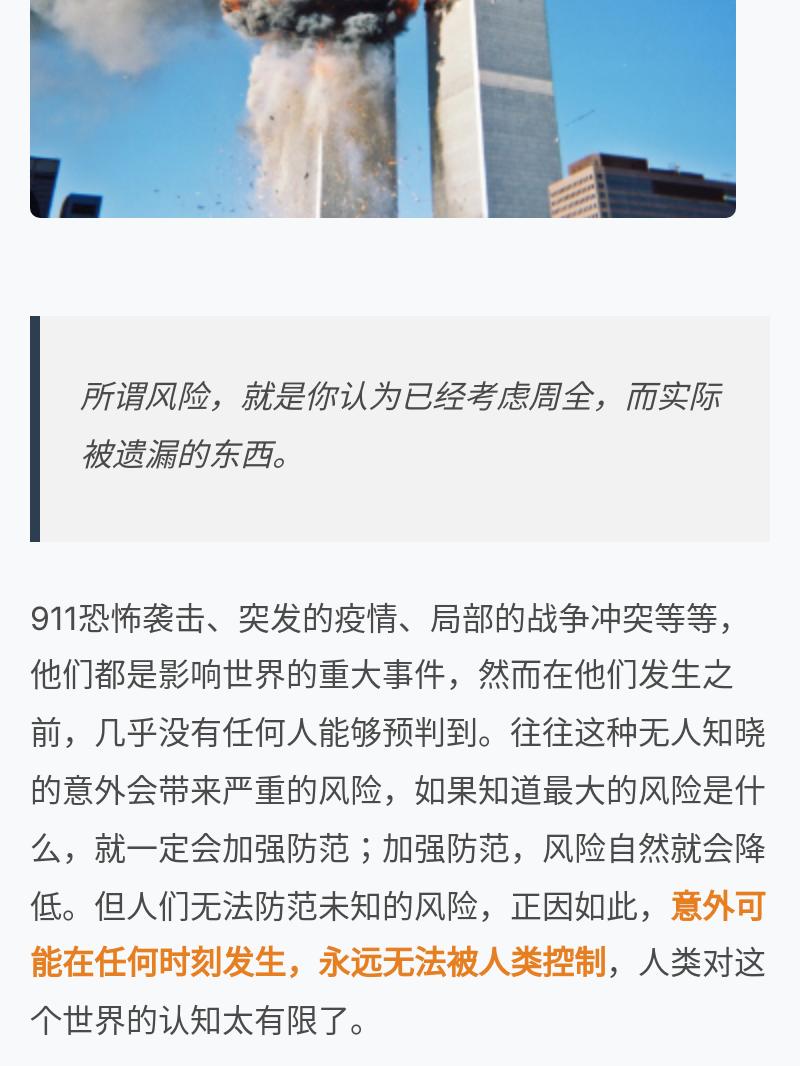 所谓风险，就是你认为已经考虑周全，而实际
被遗漏的东西。
911恐怖袭击、突发的疫情、局部的战争冲突等等，
他们都是影响世界的重大事件，然而在他们发生之
前，几乎没有任何人能够预判到。往往这种无人知晓
的意外会带来严重的风险，如果知道最大的风险是什
么，就一定会加强防范；加强防范，风险自然就会降
低。但人们无法防范未知的风险，正因如此，意外可
能在任何时刻发生，永远无法被人类控制，人类对这
个世界的认知太有限了。